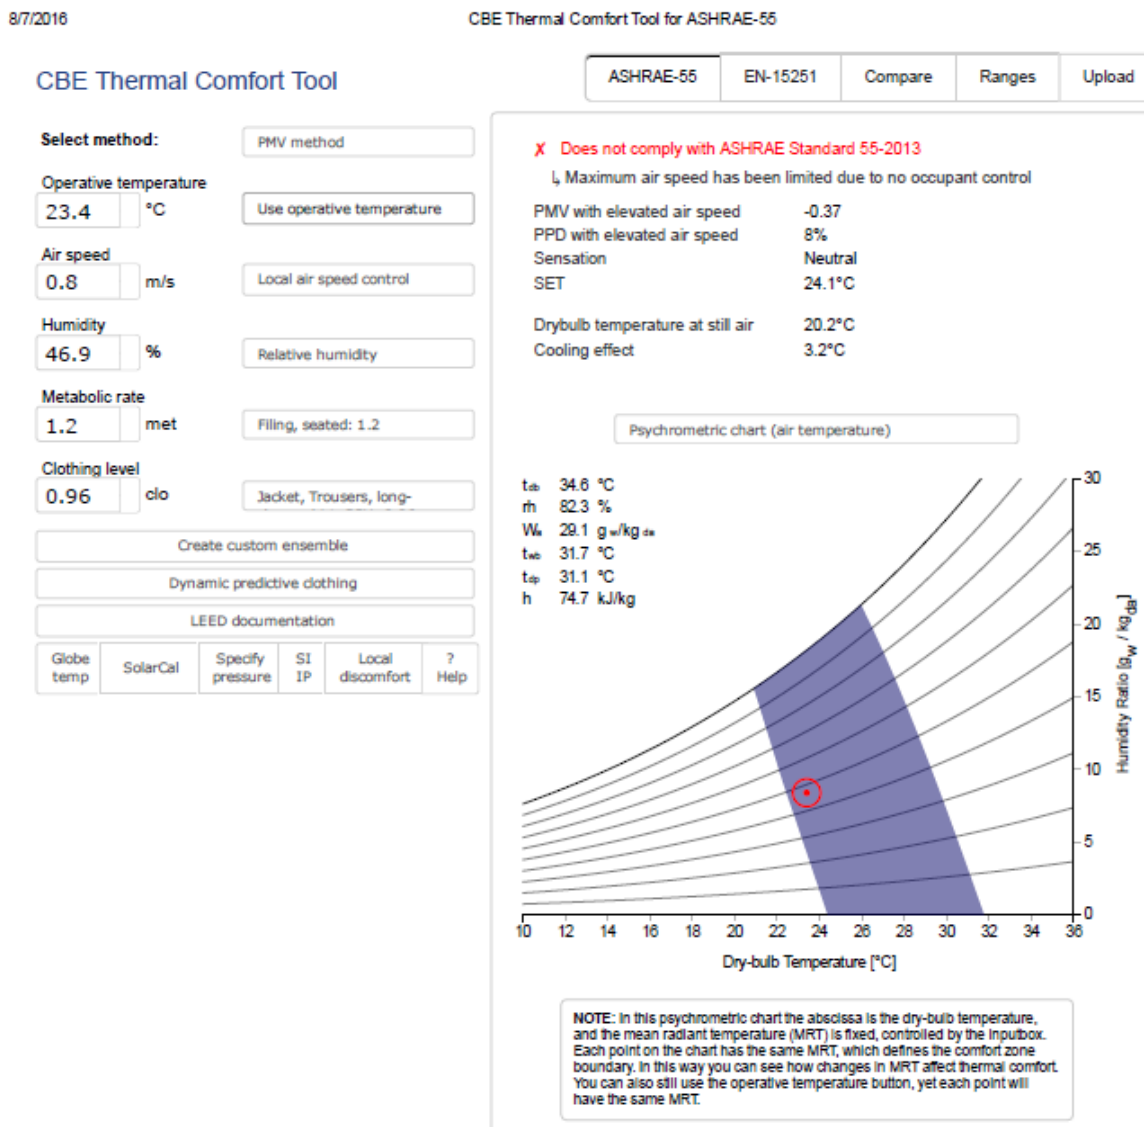 8/7/2016
CBE Thermal Comfort Tool for ASHRAE-55
CBE Thermal Comfort Tool
ASHRAE-55
EN-15251
Compare
Ranges
Upload
Select method:
PMV method
Operative temperature
23.4 °C
Use operative temperature
Air speed
0.8 m/s
Local air speed control
Humidity
46.9 %
Relative humidity
Metabolic rate
1.2 met
Filing, seated: 1.2
Clothing level
0.96 clo
Jacket, Trousers, long-
Create custom ensemble
Dynamic predictive clothing
LEED documentation
Globe temp
SolarCal
Specify pressure
SI IP
Local discomfort
? Help
✗ Does not comply with ASHRAE Standard 55-2013
↳ Maximum air speed has been limited due to no occupant control
PMV with elevated air speed -0.37
PPD with elevated air speed 8%
Sensation Neutral
SET 24.1°C
Drybulb temperature at still air 20.2°C
Cooling effect 3.2°C
Psychrometric chart (air temperature)
tdb 34.6 °C
rh 82.3 %
Wa 29.1 gw/kgda
twb 31.7 °C
tdp 31.1 °C
h 74.7 kJ/kg
30
25
20
15
10
5
0
Humidity Ratio [gw / kgda]
10 12 14 16 18 20 22 24 26 28 30 32 34 36
Dry-bulb Temperature [°C]
NOTE: In this psychrometric chart the abscissa is the dry-bulb temperature,
and the mean radiant temperature (MRT) is fixed, controlled by the inputbox.
Each point on the chart has the same MRT, which defines the comfort zone
boundary. In this way you can see how changes in MRT affect thermal comfort.
You can also still use the operative temperature button, yet each point will
have the same MRT.